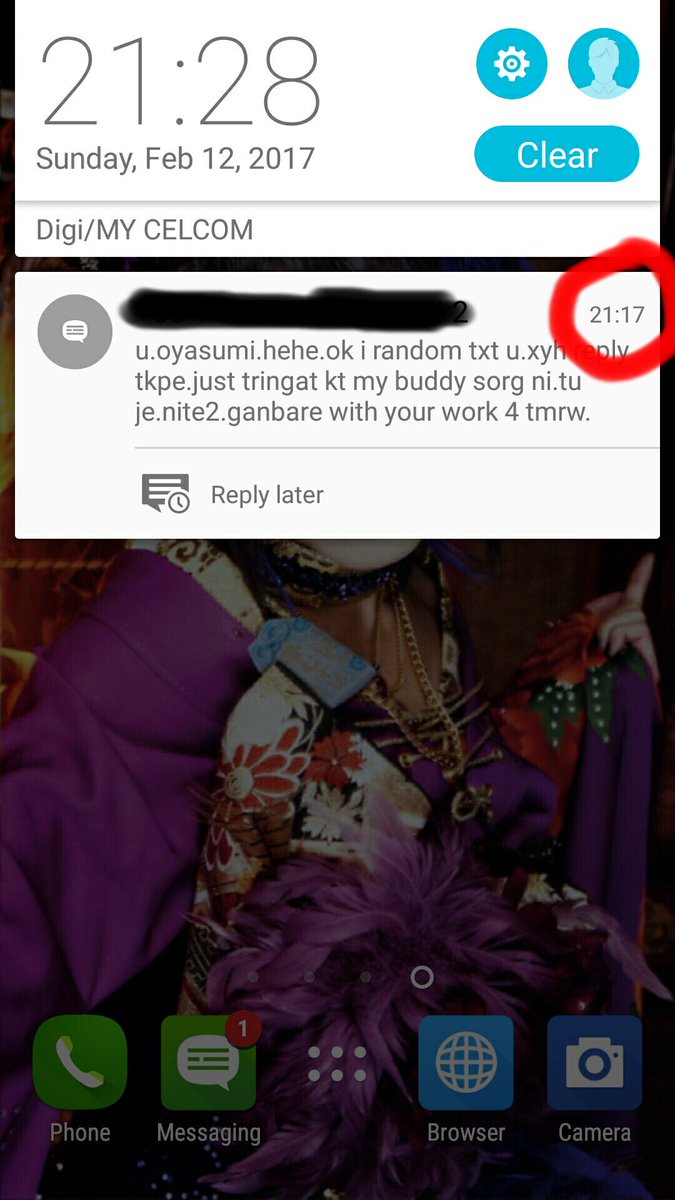 21:28
Sunday, Feb 12, 2017
Clear
Digi/MY CELCOM
2
21:17
u.oyasumi.hehe.ok i random txt u.xyh reply
tkpe.just tringat kt my buddy sorg ni.tu
je.nite2.ganbare with your work 4 tmrw.
Reply later
1
Phone
Messaging
Browser
Camera